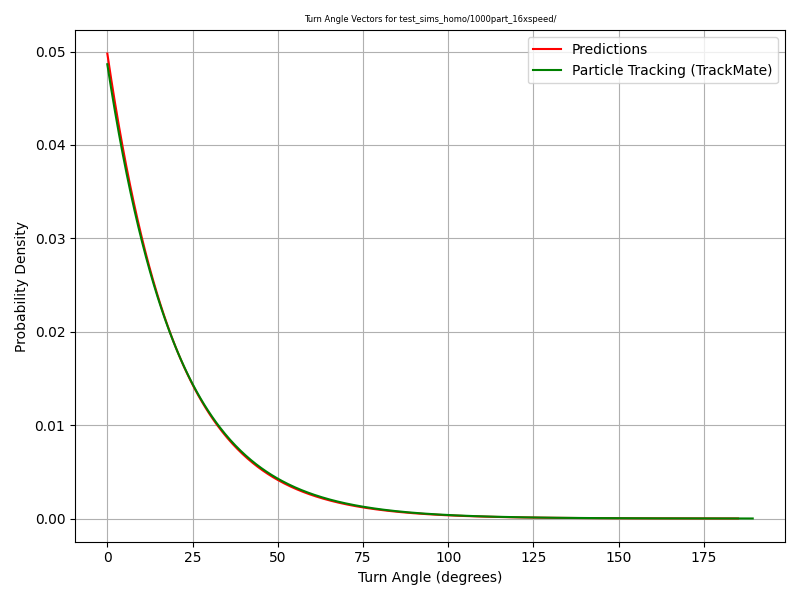 Turn Angle Vectors for test_sims_homo/1000part_16xspeed/
Predictions
Particle Tracking (TrackMate)
0.05
0.04
0.03
0.02
0.01
0.00
Probability Density
0 25 50 75 100 125 150 175
Turn Angle (degrees)